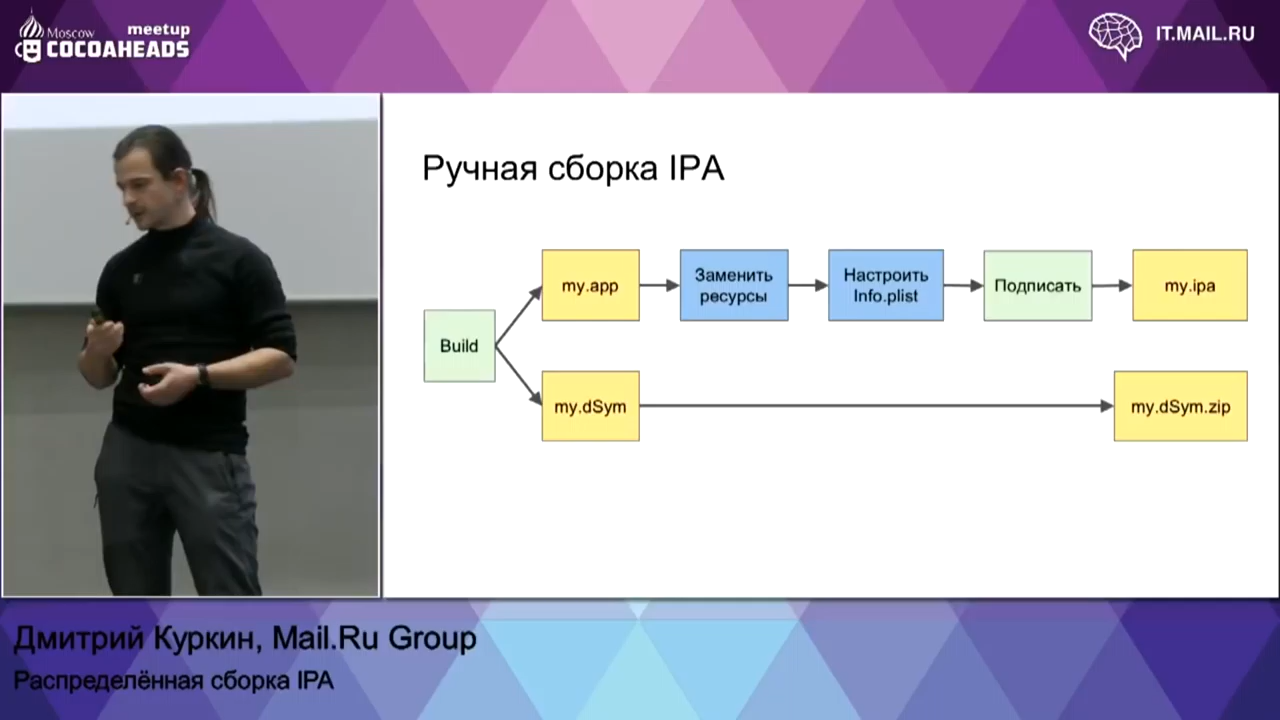 Moscow meetup
COCOAHEADS
IT.MAIL.RU
Ручная сборка IPA
Build
my.app
Заменить
ресурсы
Настроить
Info.plist
Подписать
my.ipa
my.dSym
my.dSym.zip
Дмитрий Куркин, Mail.Ru Group
Распределённая сборка IPA